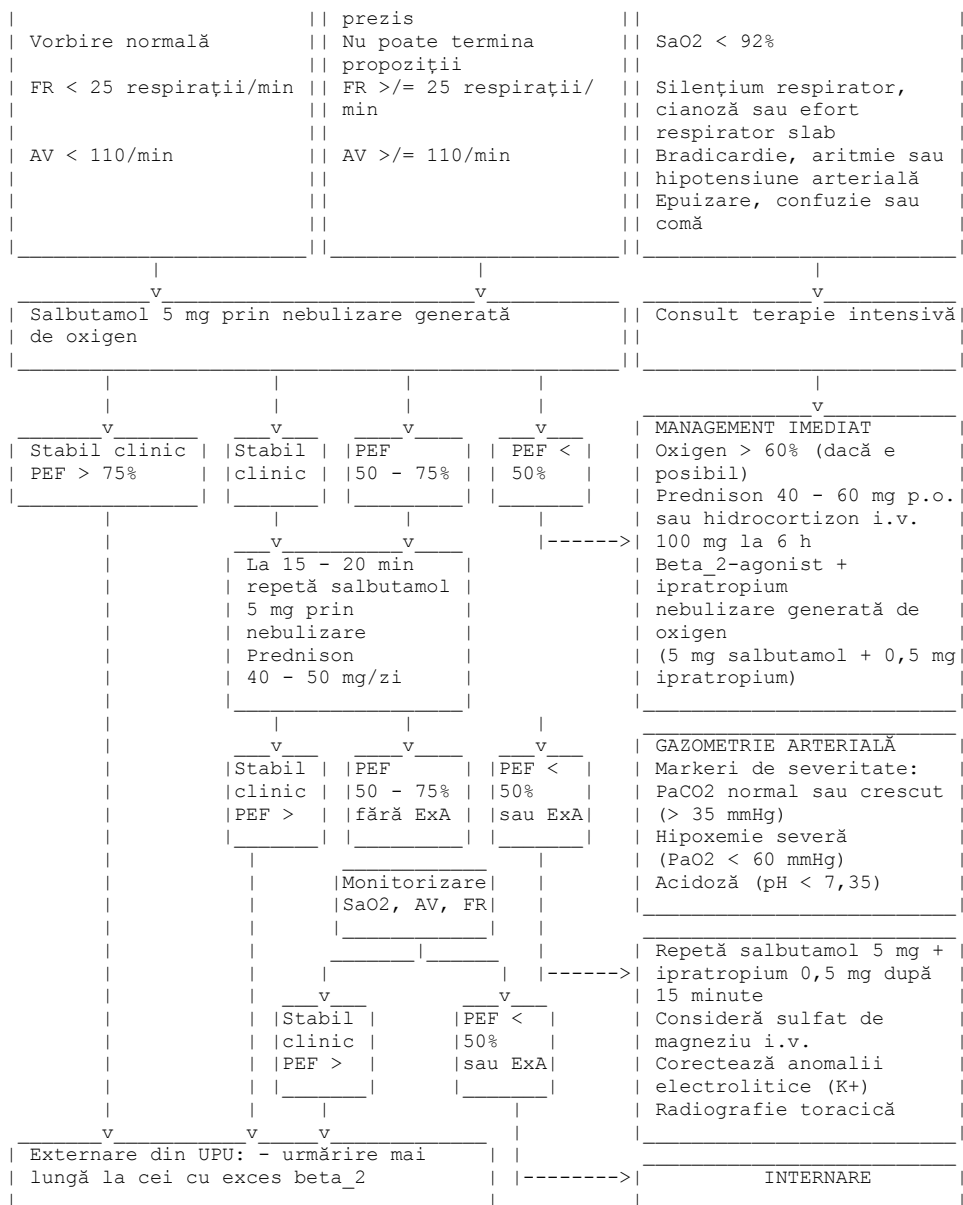 prezis
Vorbire normală
Nu poate termina
propoziții
SaO2 < 92%
FR < 25 respirații/min
FR >/= 25 respirații/
min
Silențium respirator,
cianoză sau efort
respirator slab
AV < 110/min
AV >/= 110/min
Bradicardie, aritmie sau
hipotensiune arterială
Epuizare, confuzie sau
comă
Salbutamol 5 mg prin nebulizare generată
de oxigen
Consult terapie intensivă
Stabil clinic
PEF > 75%
Stabil
clinic
PEF
50 - 75%
PEF <
50%
MANAGEMENT IMEDIAT
Oxigen > 60% (dacă e
posibil)
Prednison 40 - 60 mg p.o.
sau hidrocortizon i.v.
100 mg la 6 h
Beta_2-agonist +
ipratropium
nebulizare generată de
oxigen
(5 mg salbutamol + 0,5 mg
ipratropium)
La 15 - 20 min
repetă salbutamol
5 mg prin
nebulizare
Prednison
40 - 50 mg/zi
Stabil
clinic
PEF >
PEF
50 - 75%
fără ExA
PEF <
50%
sau ExA
GAZOMETRIE ARTERIALĂ
Markeri de severitate:
PaCO2 normal sau crescut
(> 35 mmHg)
Hipoxemie severă
(PaO2 < 60 mmHg)
Acidoză (pH < 7,35)
Monitorizare
SaO2, AV, FR
Repetă salbutamol 5 mg +
ipratropium 0,5 mg după
15 minute
Consideră sulfat de
magneziu i.v.
Corectează anomalii
electrolitice (K+)
Radiografie toracică
Stabil
clinic
PEF >
PEF <
50%
sau ExA
Externare din UPU: - urmărire mai
lungă la cei cu exces beta_2
INTERNARE